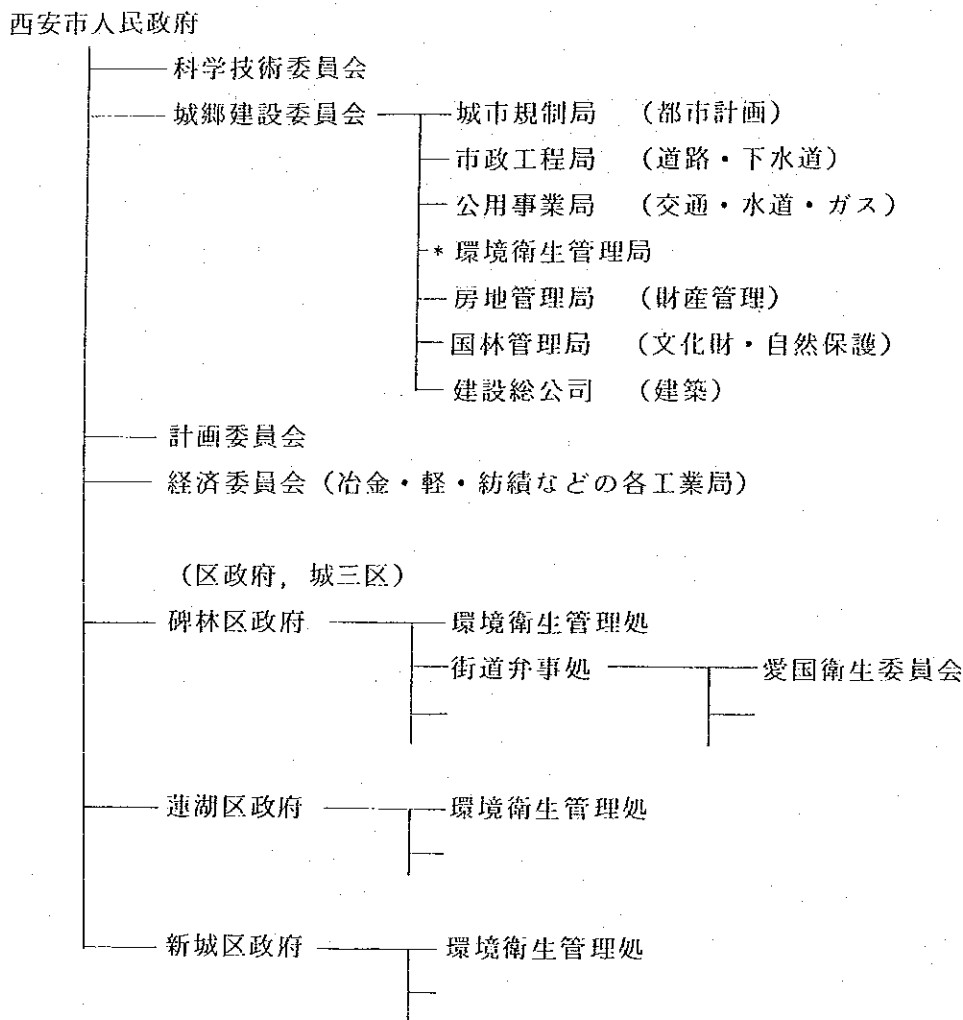 西安市人民政府
科学技術委員会
城郷建設委員会 城市規制局 (都市計画)
市政工程局 (道路・下水道)
公用事業局 (交通・水道・ガス)
* 環境衛生管理局
房地管理局 (財産管理)
国林管理局 (文化財・自然保護)
建設総公司 (建築)
計画委員会
経済委員会 (冶金・軽・紡績などの各工業局)
(区政府, 城三区)
碑林区政府 環境衛生管理処
街道弁事処 愛国衛生委員会
蓮湖区政府 環境衛生管理処
新城区政府 環境衛生管理処